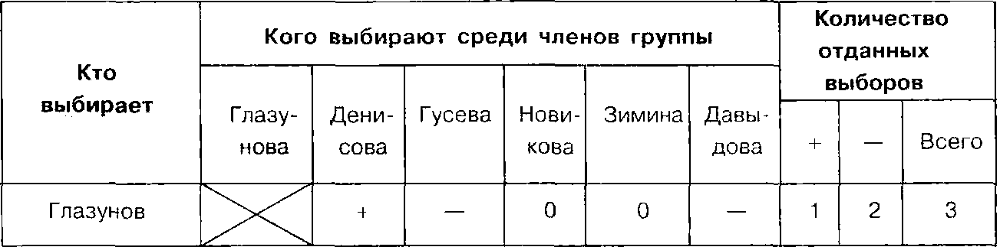 Кто
выбирает
Кого выбирают среди членов группы
Количество
отданных
выборов
Глазу-
нова
Дени-
сова
Гусева
Нови-
кова
Зимина
Давы-
дова
+
—
Всего
Глазунов
+
—
0
0
—
1
2
3